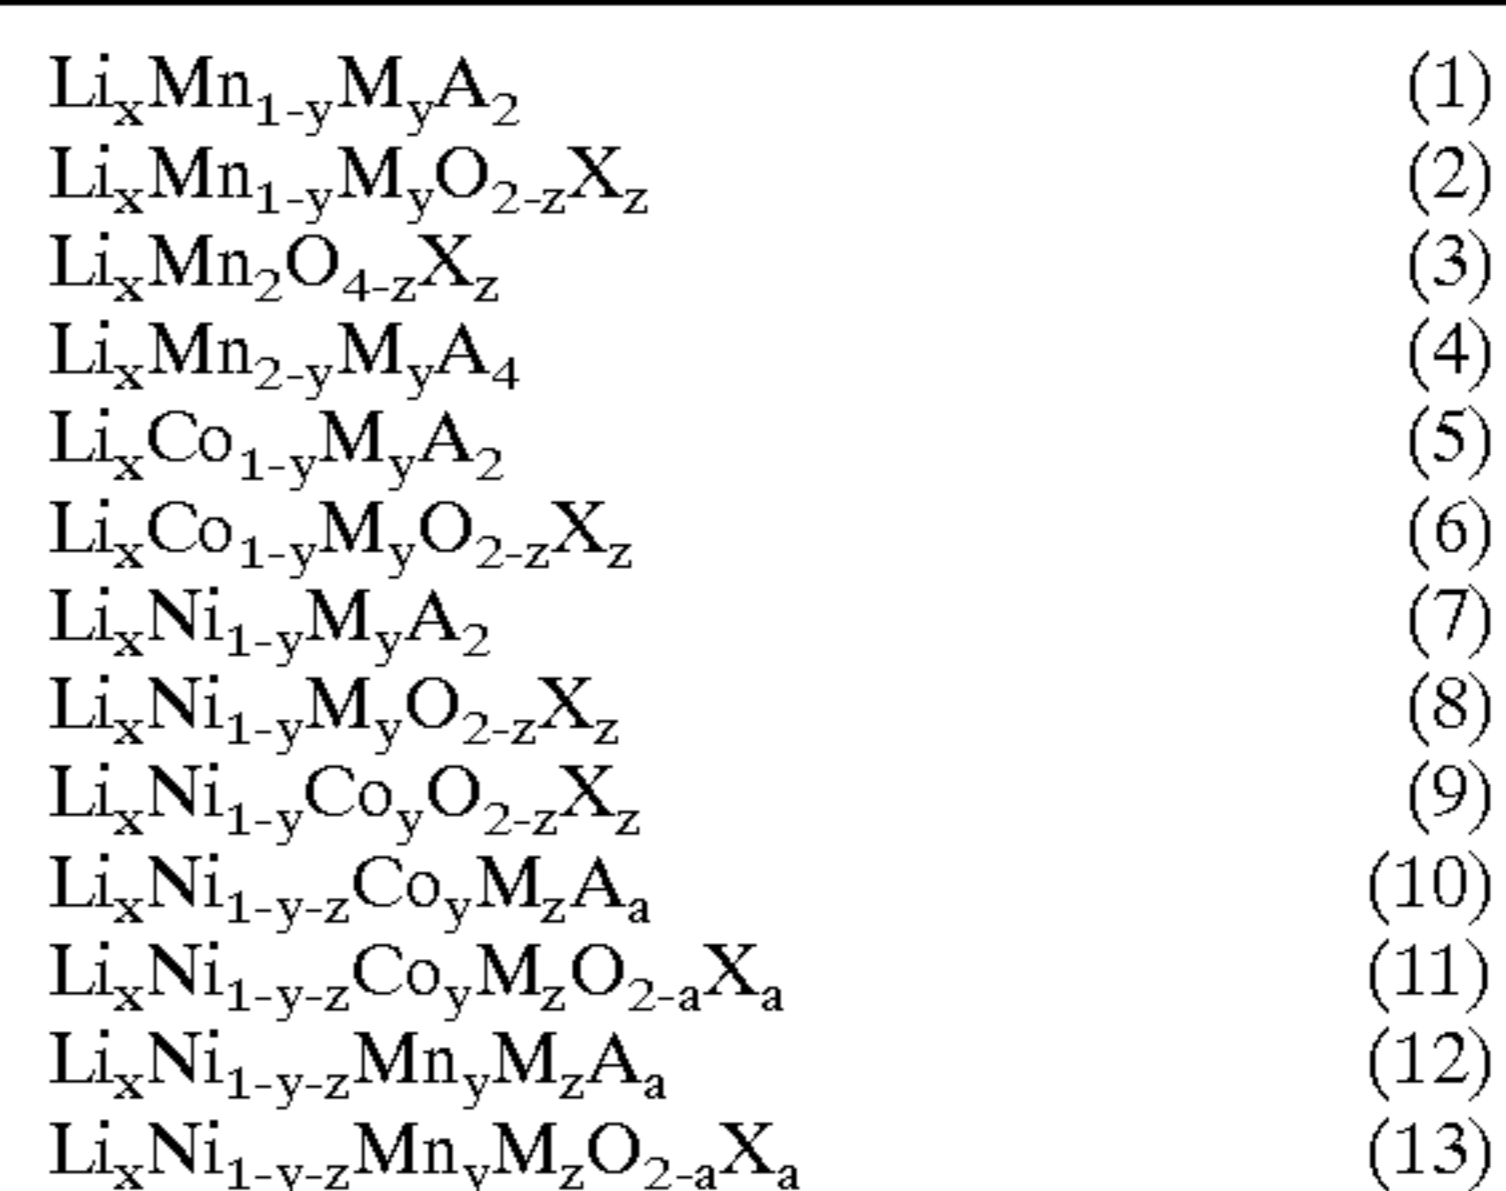 LiₓMn₁₋yMyA₂ (1)
LiₓMn₁₋yMyO₂₋zXz (2)
LiₓMn₂O₄₋zXz (3)
LiₓMn₂₋yMyA₄ (4)
LiₓCo₁₋yMyA₂ (5)
LiₓCo₁₋yMyO₂₋zXz (6)
LiₓNi₁₋yMyA₂ (7)
LiₓNi₁₋yMyO₂₋zXz (8)
LiₓNi₁₋yCoyO₂₋zXz (9)
LiₓNi₁₋y₋zCoyMzAₐ (10)
LiₓNi₁₋y₋zCoyMzO₂₋ₐXₐ (11)
LiₓNi₁₋y₋zMnyMzAₐ (12)
LiₓNi₁₋y₋zMnyMzO₂₋ₐXₐ (13)